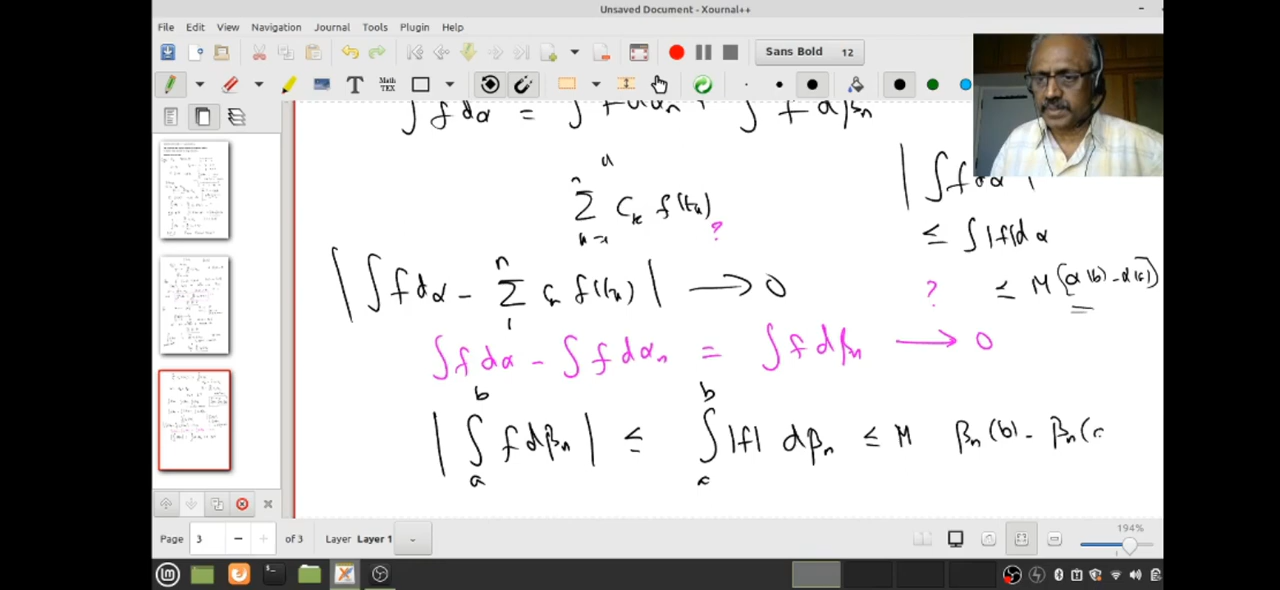 Unsaved Document - Xournal++
File Edit View Navigation Journal Tools Plugin Help
Sans Bold 12
T Math TEX
∫ f dα = ∫ f dαₙ + ∫ f dβₙ
a
n
∑ Cₖ f(tₖ)
?
| ∫ f dα |
≤ ∫ |f| dα
≤ M (α(b) - α(a))
n
| ∫ f dα - ∑ cₖ f(tₖ) | → 0
1
?
∫ f dα - ∫ f dαₙ = ∫ f dβₙ → 0
b b
| ∫ f dβₙ | ≤ ∫ |f| dβₙ ≤ M βₙ(b) - βₙ(
a a
Page 3 of 3 Layer Layer 1 194%